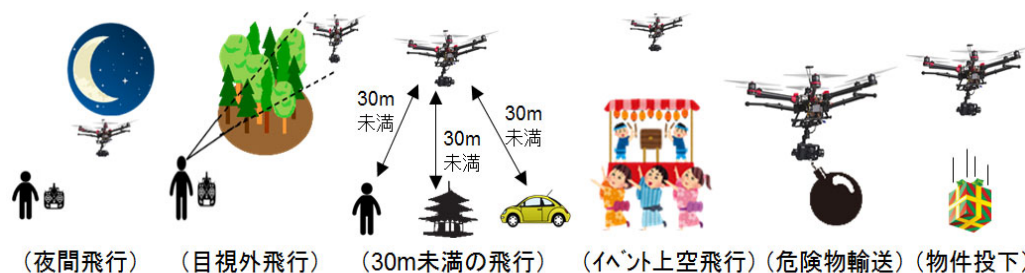 30m
未満
30m
未満
30m
未満
(夜間飛行)
(目視外飛行)
(30m未満の飛行)
(ｲﾍﾞﾝﾄ上空飛行)
(危険物輸送)
(物件投下)